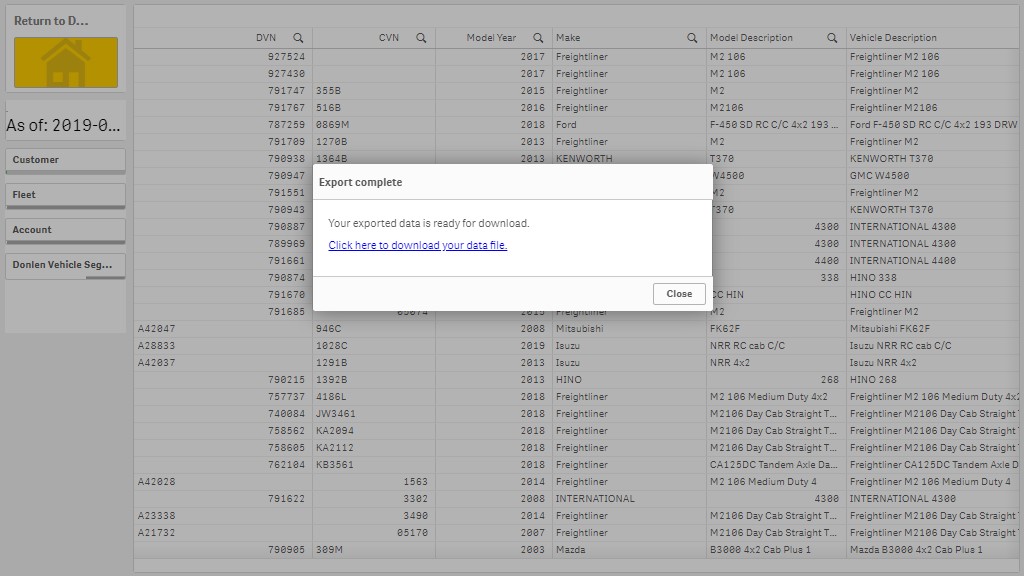 Return to D...
As of: 2019-0...
Customer
Fleet
Account
Donlen Vehicle Seg...
DVN CVN Model Year Make Model Description Vehicle Description
927524 2017 Freightliner M2 106 Freightliner M2 106
927430 2017 Freightliner M2 106 Freightliner M2 106
791747 355B 2015 Freightliner M2 Freightliner M2
791767 516B 2016 Freightliner M2106 Freightliner M2106
787259 0869M 2018 Ford F-450 SD RC C/C 4x2 193 ... Ford F-450 SD RC C/C 4x2 193 DRW
791709 1270B 2013 Freightliner M2 Freightliner M2
790938 1364B 2013 KENWORTH T370 KENWORTH T370
790947 W4500 GMC W4500
791551 M2 Freightliner M2
790943 T370 KENWORTH T370
790887 4300 INTERNATIONAL 4300
789969 4300 INTERNATIONAL 4300
791661 4400 INTERNATIONAL 4400
790874 338 HINO 338
791670 CC HIN HINO CC HIN
791685 05074 2015 Freightliner M2 Freightliner M2
A42047 946C 2008 Mitsubishi FK62F Mitsubishi FK62F
A28833 1028C 2019 Isuzu NRR RC cab C/C Isuzu NRR RC cab C/C
A42037 1291B 2013 Isuzu NRR 4x2 Isuzu NRR 4x2
790215 1392B 2013 HINO 268 HINO 268
757737 4186L 2018 Freightliner M2 106 Medium Duty 4x2 Freightliner M2 106 Medium Duty 4x2
740084 JW3461 2018 Freightliner M2106 Day Cab Straight T... Freightliner M2106 Day Cab Straight
758562 KA2094 2018 Freightliner M2106 Day Cab Straight T... Freightliner M2106 Day Cab Straight
758605 KA2112 2018 Freightliner M2106 Day Cab Straight T... Freightliner M2106 Day Cab Straight
762104 KB3561 2018 Freightliner CA125DC Tandem Axle Da... Freightliner CA125DC Tandem Axle D
A42028 1563 2014 Freightliner M2 106 Medium Duty 4 Freightliner M2 106 Medium Duty 4
791622 3302 2008 INTERNATIONAL 4300 INTERNATIONAL 4300
A23338 3490 2014 Freightliner M2106 Day Cab Straight T... Freightliner M2106 Day Cab Straight
A21732 05170 2007 Freightliner M2106 Day Cab Straight T... Freightliner M2106 Day Cab Straight
790905 309M 2003 Mazda B3000 4x2 Cab Plus 1 Mazda B3000 4x2 Cab Plus 1
Export complete
Your exported data is ready for download.
Click here to download your data file.
Close